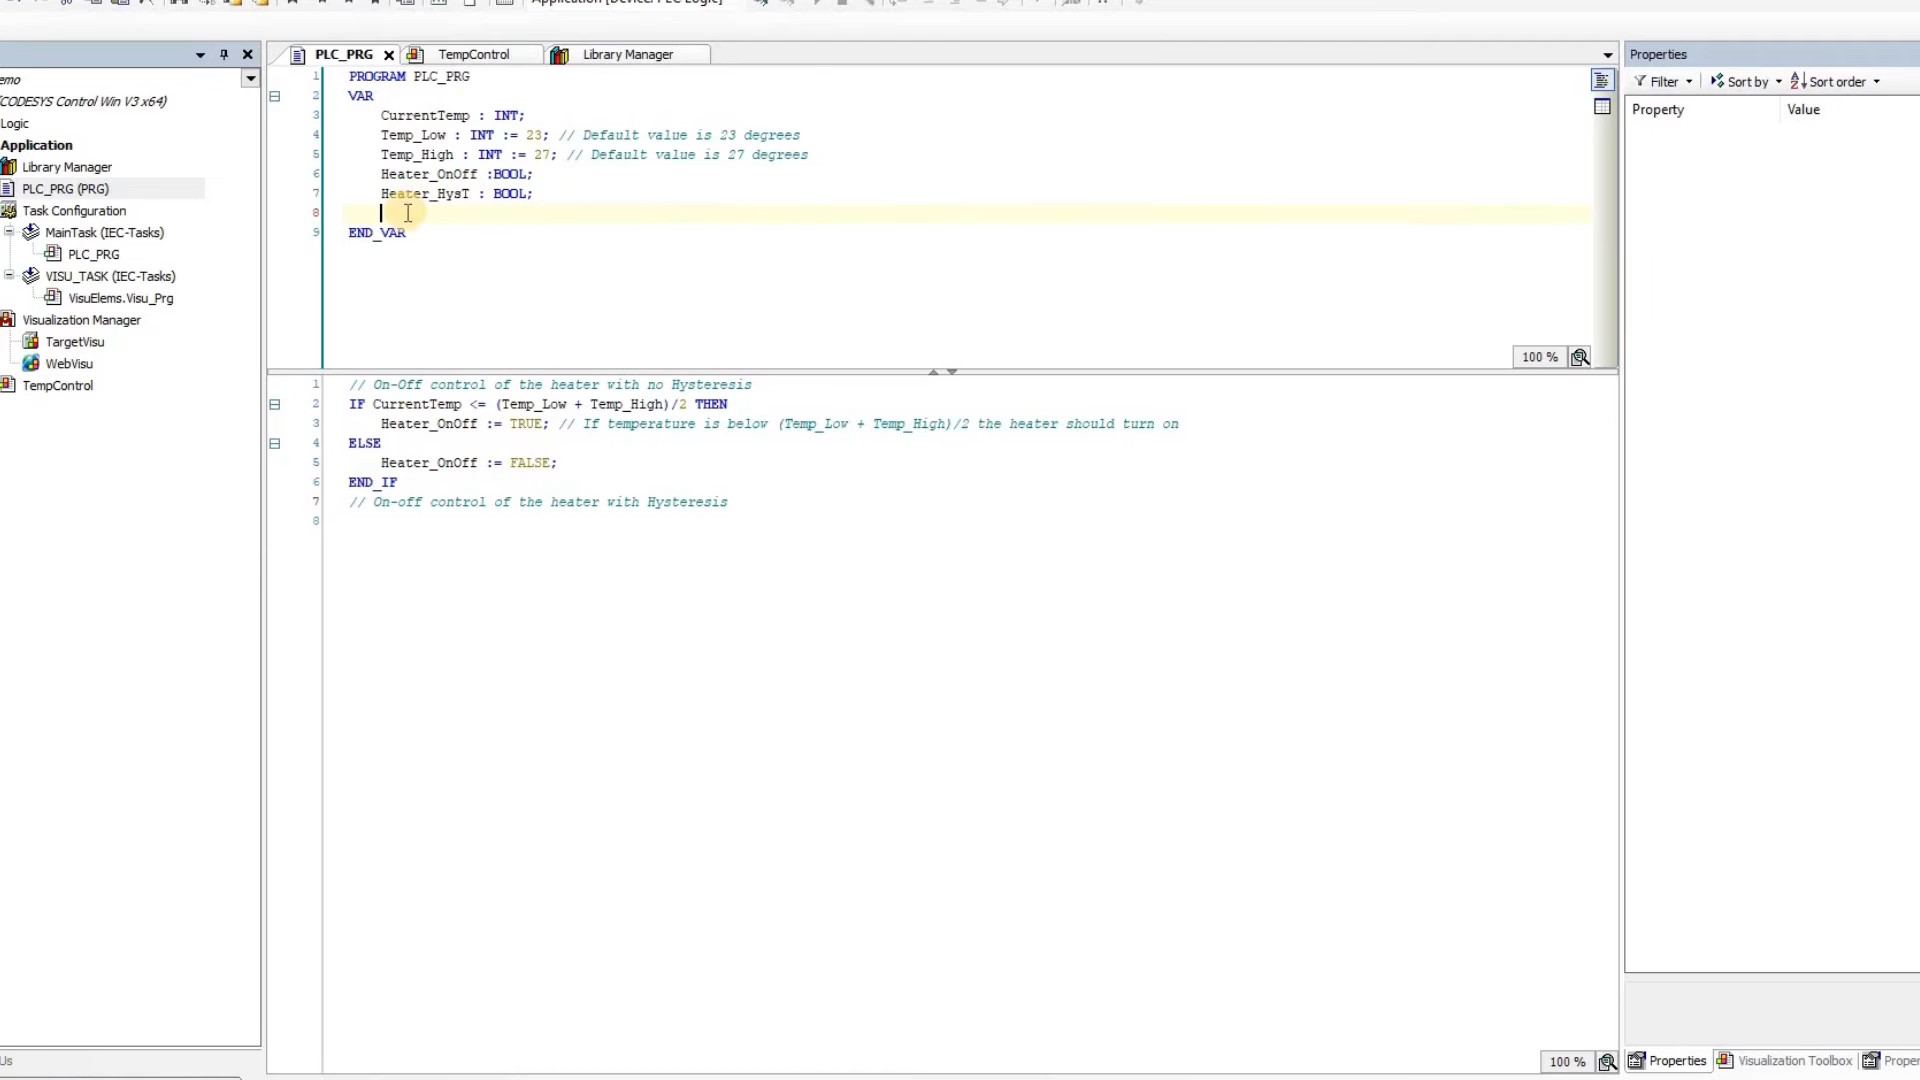 Application [Device: PLC Logic]
PLC_PRG
TempControl
Library Manager
Properties
emo
(CODESYS Control Win V3 x64)
Logic
Application
Library Manager
PLC_PRG (PRG)
Task Configuration
MainTask (IEC-Tasks)
PLC_PRG
VISU_TASK (IEC-Tasks)
VisuElems.Visu_Prg
Visualization Manager
TargetVisu
WebVisu
TempControl
Us
1 PROGRAM PLC_PRG
2 VAR
3 CurrentTemp : INT;
4 Temp_Low : INT := 23; // Default value is 23 degrees
5 Temp_High : INT := 27; // Default value is 27 degrees
6 Heater_OnOff :BOOL;
7 Heater_HysT : BOOL;
8
9 END_VAR
100 %
1 // On-Off control of the heater with no Hysteresis
2 IF CurrentTemp <= (Temp_Low + Temp_High)/2 THEN
3 Heater_OnOff := TRUE; // If temperature is below (Temp_Low + Temp_High)/2 the heater should turn on
4 ELSE
5 Heater_OnOff := FALSE;
6 END_IF
7 // On-off control of the heater with Hysteresis
8
100 %
Filter
Sort by
Sort order
Property Value
Properties
Visualization Toolbox
Proper